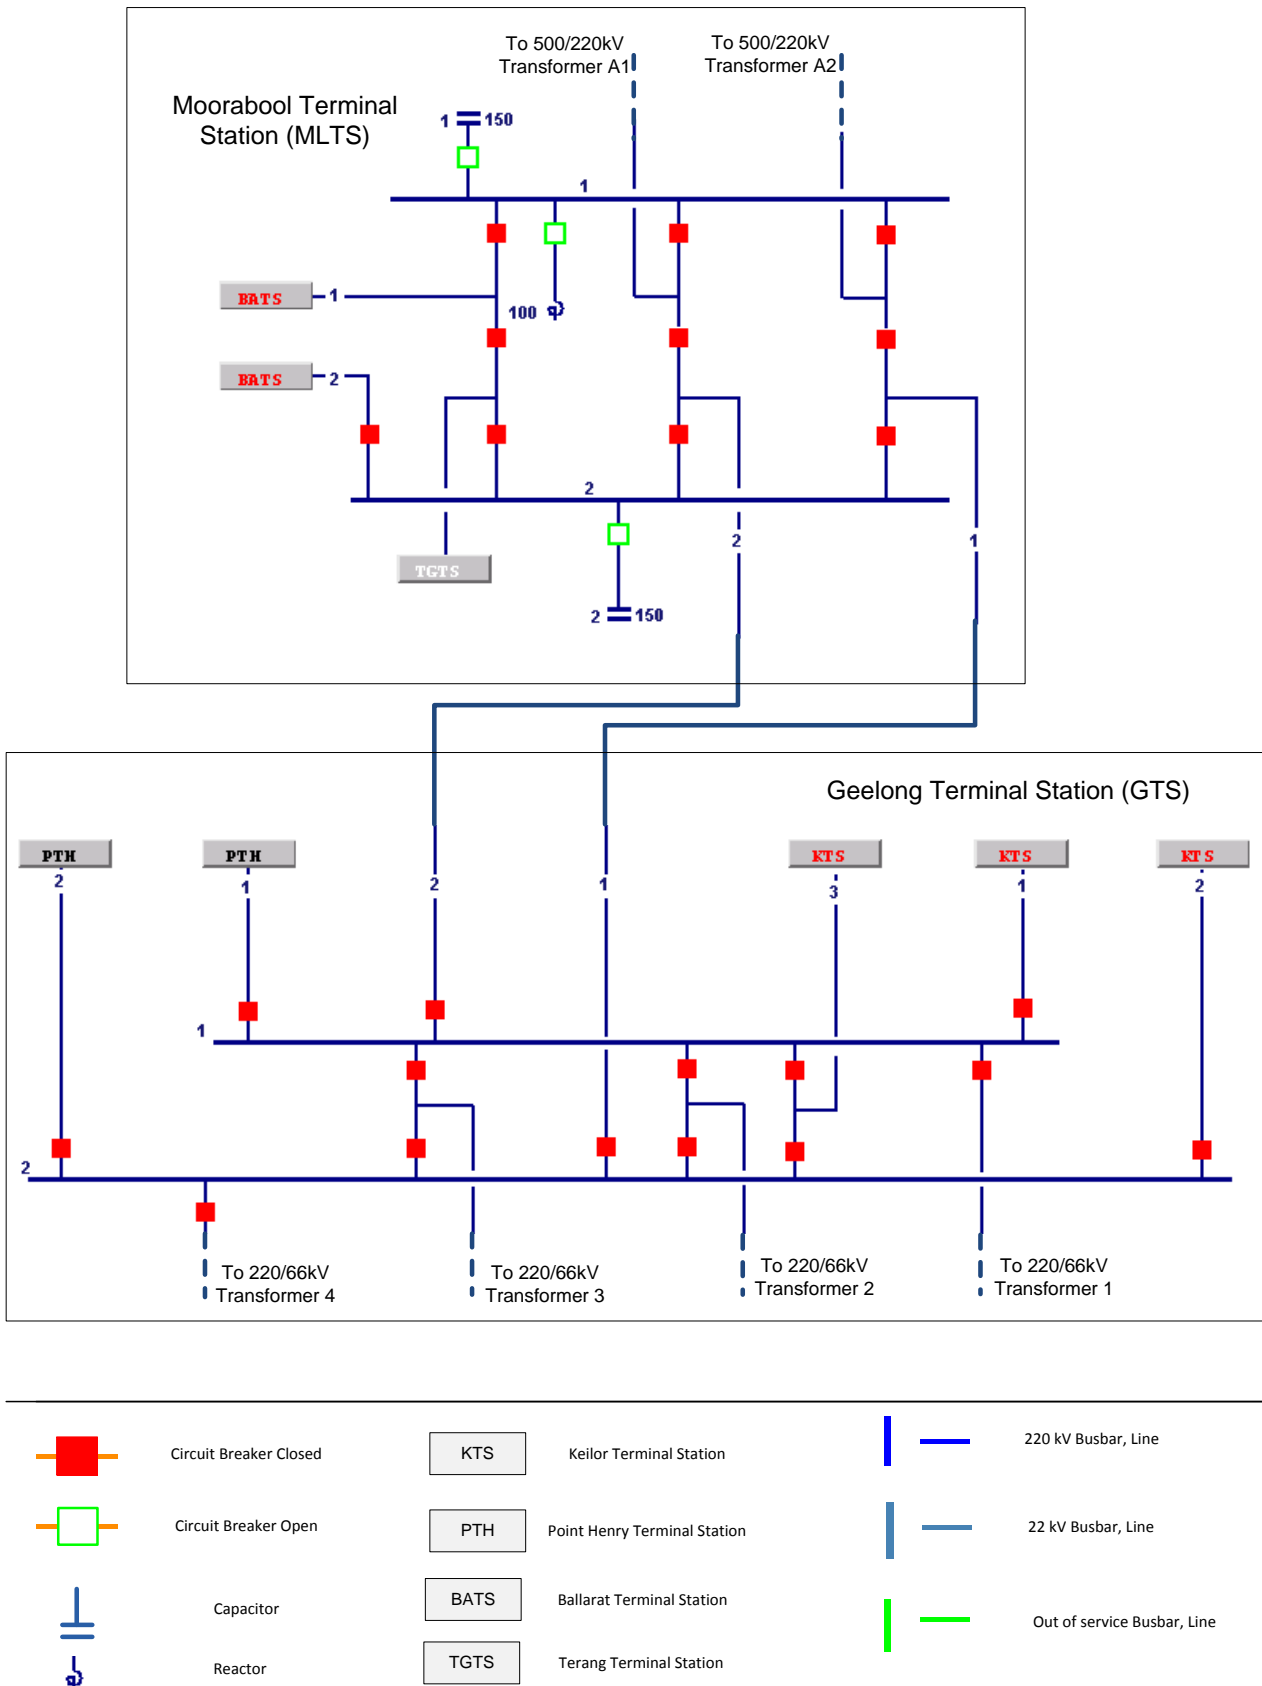 To 500/220kV
Transformer A1
To 500/220kV
Transformer A2
Moorabool Terminal
Station (MLTS)
1 150
1
BATS 1
100
BATS 2
2
TGTS
2
1
2 150
Geelong Terminal Station (GTS)
PTH
PTH
KTS
KTS
KTS
2
1
2
1
3
1
2
1
2
To 220/66kV
Transformer 4
To 220/66kV
Transformer 3
To 220/66kV
Transformer 2
To 220/66kV
Transformer 1
Circuit Breaker Closed
KTS
Keilor Terminal Station
220 kV Busbar, Line
Circuit Breaker Open
PTH
Point Henry Terminal Station
22 kV Busbar, Line
Capacitor
BATS
Ballarat Terminal Station
Out of service Busbar, Line
Reactor
TGTS
Terang Terminal Station